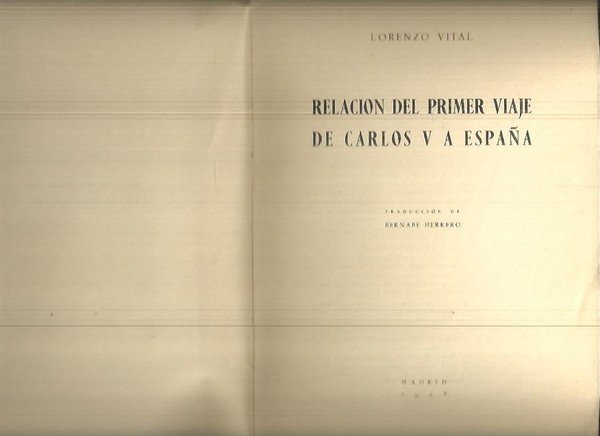 LORENZO VITAL
RELACION DEL PRIMER VIAJE
DE CARLOS V A ESPAÑA
TRADUCCION DE
BERNABE HERRERO
MADRID